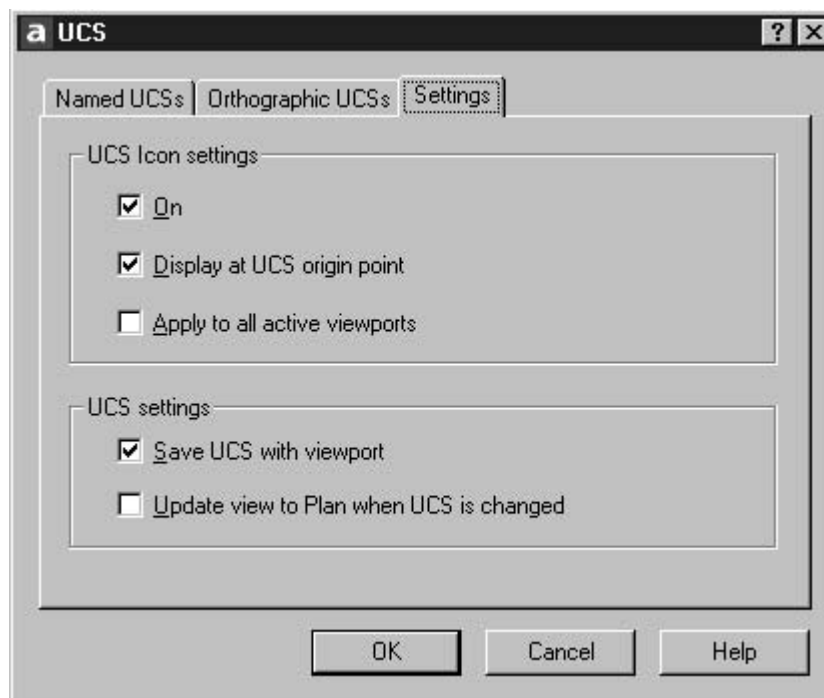 a UCS
Named UCSs Orthographic UCSs Settings
UCS Icon settings
On
Display at UCS origin point
Apply to all active viewports
UCS settings
Save UCS with viewport
Update view to Plan when UCS is changed
OK Cancel Help